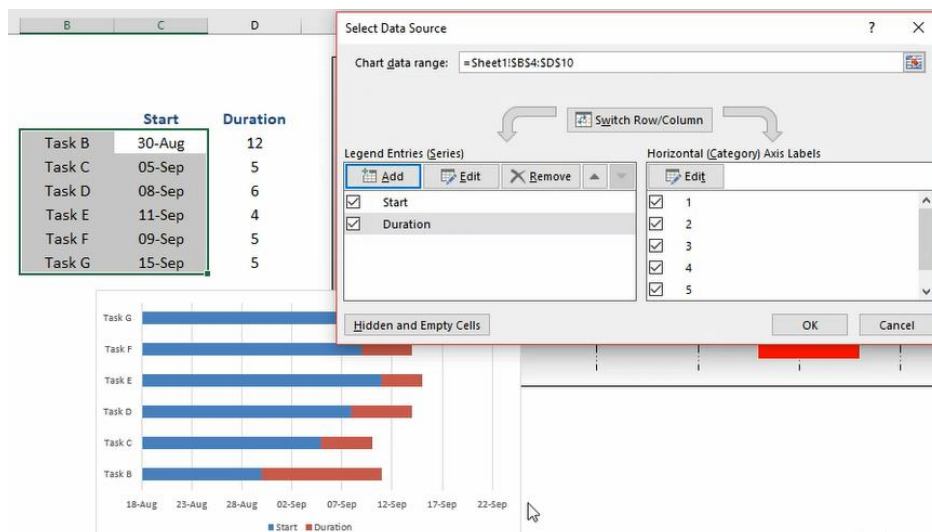 B C D
Select Data Source ? ×
Chart data range: =Sheet1!$B$4:$D$10
Switch Row/Column
Legend Entries (Series) Horizontal (Category) Axis Labels
Add Edit Remove Edit
Start 1
Duration 2
3
4
5
Hidden and Empty Cells OK Cancel
Start Duration
Task B 30-Aug 12
Task C 05-Sep 5
Task D 08-Sep 6
Task E 11-Sep 4
Task F 09-Sep 5
Task G 15-Sep 5
Task G
Task F
Task E
Task D
Task C
Task B
18-Aug 23-Aug 28-Aug 02-Sep 07-Sep 12-Sep 17-Sep 22-Sep
Start Duration